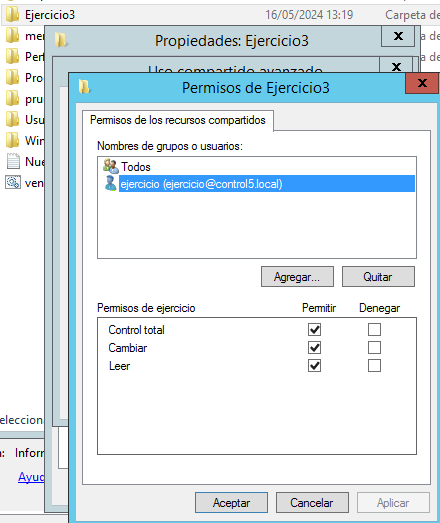 Ejercicio3 16/05/2024 13:19 Carpeta de
Propiedades: Ejercicio3 x
Uso compartido avanzado x
Permisos de Ejercicio3 x
Permisos de los recursos compartidos
Nombres de grupos o usuarios:
Todos
ejercicio (ejercicio@control5.local)
Agregar... Quitar
Permisos de ejercicio Permitir Denegar
Control total
Cambiar
Leer
Aceptar Cancelar Aplicar
mer
Perf
Pro
pru
Usu
Win
Nue
ven
eleccion
Inform
Ayuc